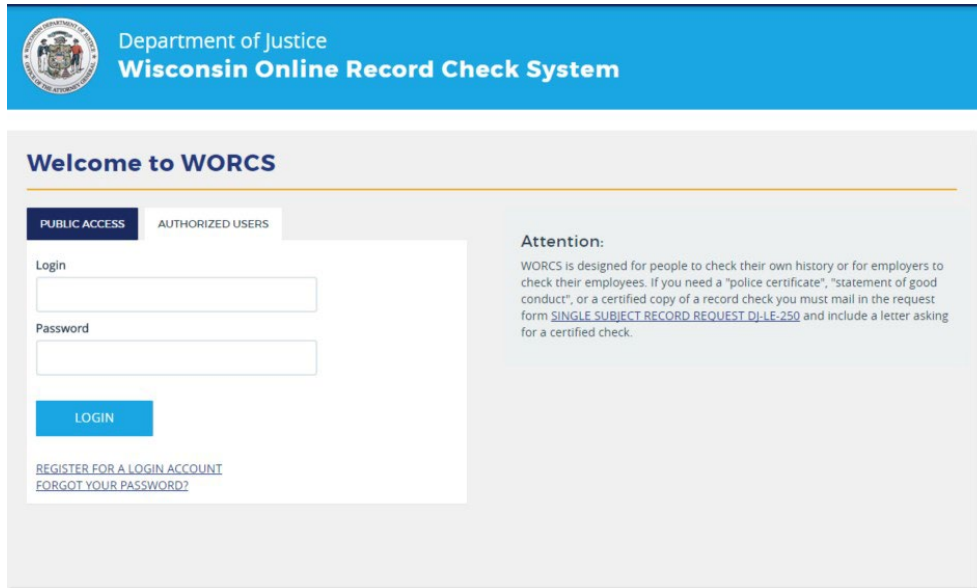 Department of Justice
Wisconsin Online Record Check System
Welcome to WORCS
PUBLIC ACCESS
AUTHORIZED USERS
Login
Password
LOGIN
REGISTER FOR A LOGIN ACCOUNT
FORGOT YOUR PASSWORD?
Attention:
WORCS is designed for people to check their own history or for employers to
check their employees. If you need a "police certificate", "statement of good
conduct", or a certified copy of a record check you must mail in the request
form SINGLE SUBJECT RECORD REQUEST DJ-LE-250 and include a letter asking
for a certified check.